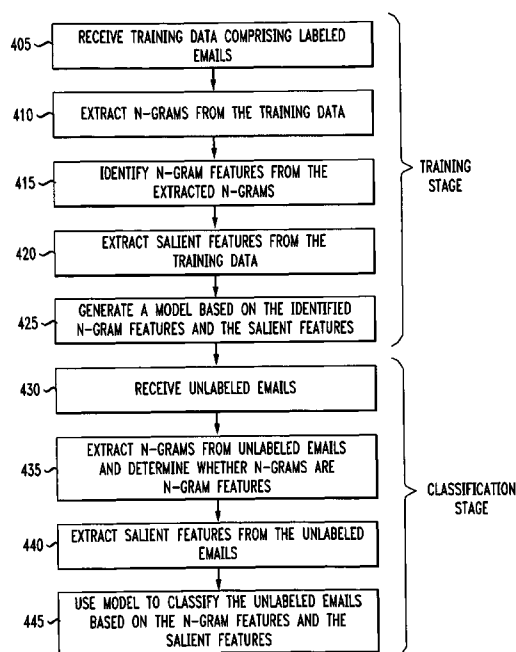 405
RECEIVE TRAINING DATA COMPRISING LABELED
EMAILS
410
EXTRACT N-GRAMS FROM THE TRAINING DATA
415
IDENTIFY N-GRAM FEATURES FROM THE
EXTRACTED N-GRAMS
420
EXTRACT SALIENT FEATURES FROM THE
TRAINING DATA
425
GENERATE A MODEL BASED ON THE IDENTIFIED
N-GRAM FEATURES AND THE SALIENT FEATURES
TRAINING
STAGE
430
RECEIVE UNLABELED EMAILS
435
EXTRACT N-GRAMS FROM UNLABELED EMAILS
AND DETERMINE WHETHER N-GRAMS ARE
N-GRAM FEATURES
440
EXTRACT SALIENT FEATURES FROM THE UNLABELED
EMAILS
445
USE MODEL TO CLASSIFY THE UNLABELED EMAILS
BASED ON THE N-GRAM FEATURES AND THE
SALIENT FEATURES
CLASSIFICATION
STAGE